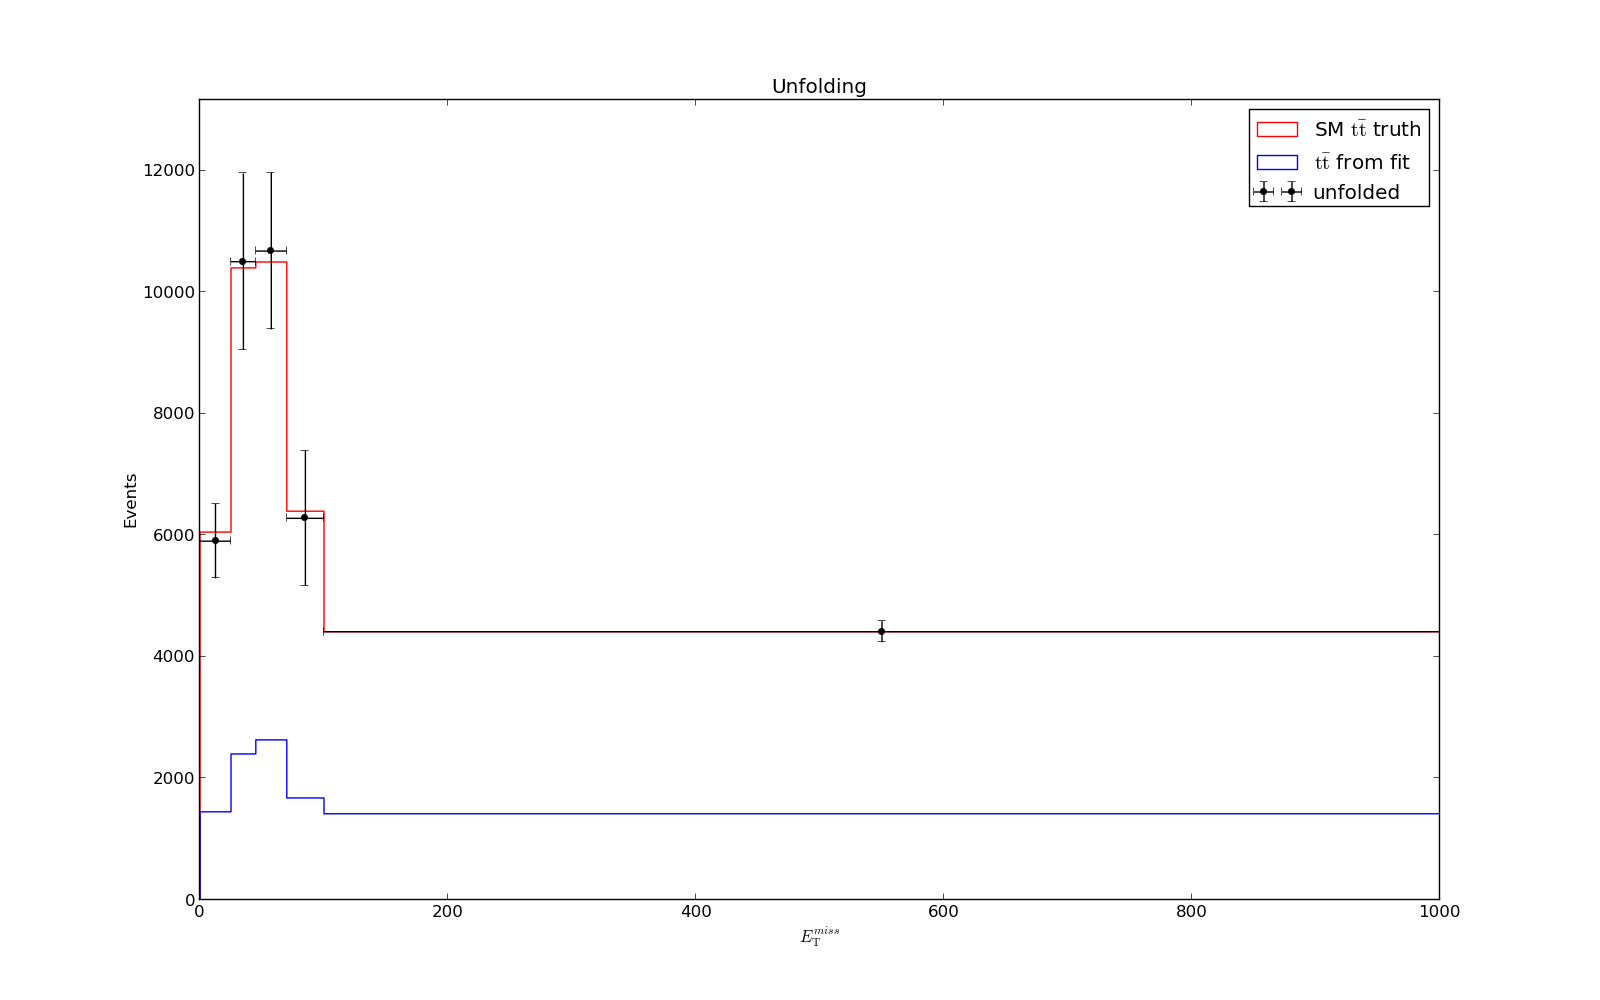 Unfolding
SM tt̄ truth
tt̄ from fit
unfolded
Events
12000
10000
8000
6000
4000
2000
0
0 200 400 600 800 1000
E_T^miss